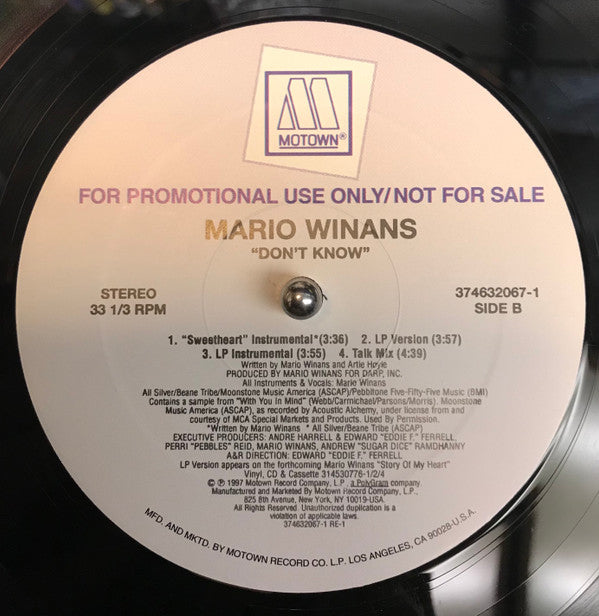 MOTOWN®
FOR PROMOTIONAL USE ONLY/NOT FOR SALE
MARIO WINANS
"DON'T KNOW"
STEREO
33 1/3 RPM
374632067-1
SIDE B
1. "Sweetheart" Instrumental*(3:36) 2. LP Version (3:57)
3. LP Instrumental (3:55) 4. Talk Mix (4:39)
Written by Mario Winans and Artie Hoyle
PRODUCED BY MARIO WINANS FOR DARP, INC.
All Instruments & Vocals: Mario Winans
All Silver/Beane Tribe/Moonstone Music America (ASCAP)/Pebbitone Five-Fifty-Five Music (BMI)
Contains a sample from "With You in Mind" (Webb/Carmichael/Parsons/Morris). Moonstone
Music America (ASCAP), as recorded by Acoustic Alchemy, under license from and
courtesy of MCA Special Markets and Products. Used By Permission.
*Written by Mario Winans * All Silver/Beane Tribe (ASCAP)
EXECUTIVE PRODUCERS: ANDRE HARRELL & EDWARD "EDDIE F." FERRELL,
PERRI "PEBBLES" REID, MARIO WINANS, ANDREW "SUGAR DICE" RAMDHANNY
A&R DIRECTION: EDWARD "EDDIE F." FERRELL
LP Version appears on the forthcoming Mario Winans "Story Of My Heart"
Vinyl, CD & Cassette 314530776-1/2/4
© ℗ 1997 Motown Record Company, L.P., a PolyGram company.
Manufactured and Marketed By Motown Record Company, L.P.,
825 8th Avenue, New York, NY 10019-USA.
All Rights Reserved. Unauthorized duplication is a
violation of applicable laws.
374632067-1 RE-1
MFD. AND MKTD. BY MOTOWN RECORD CO. L.P. LOS ANGELES, CA 90028-U.S.A.